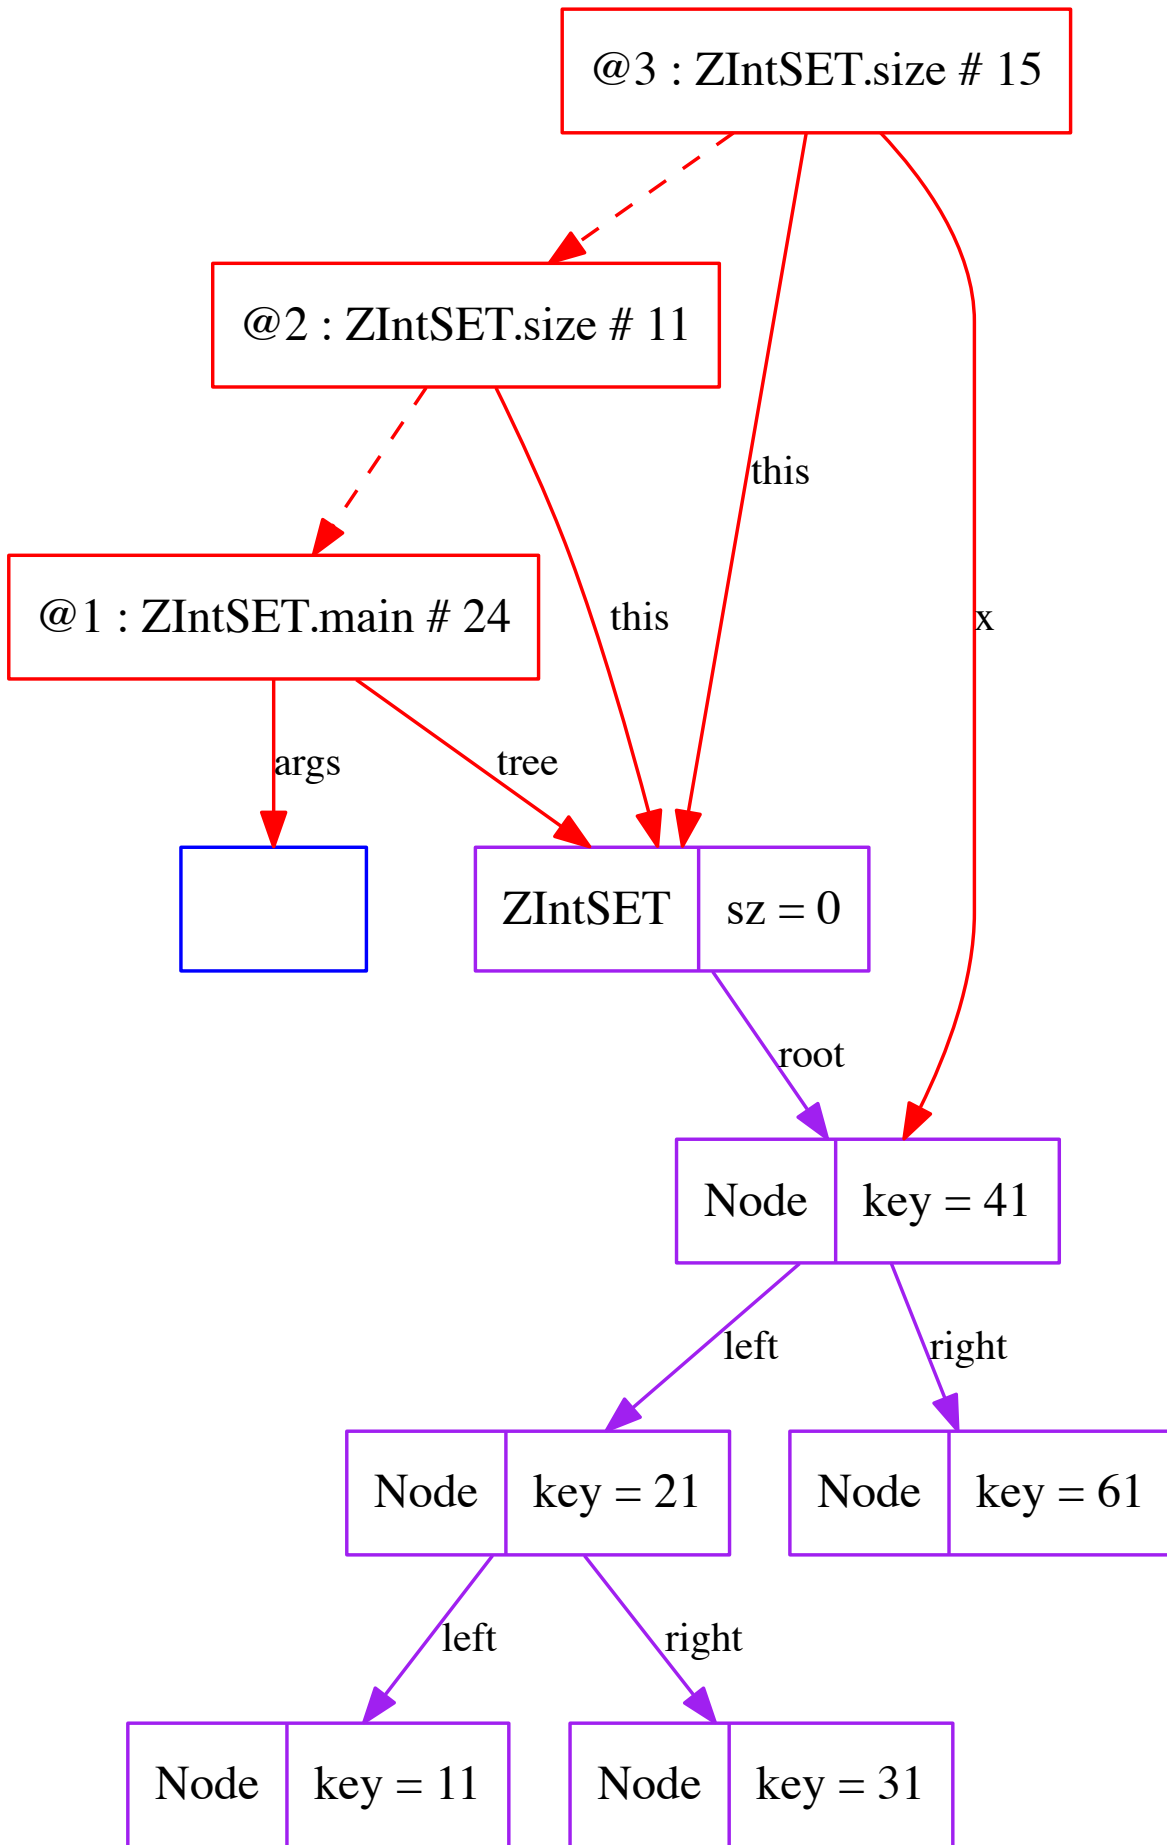 @3 : ZIntSET.size # 15
@2 : ZIntSET.size # 11
this
@1 : ZIntSET.main # 24
this
x
args
tree
ZIntSET
sz = 0
root
Node
key = 41
left
right
Node
key = 21
Node
key = 61
left
right
Node
key = 11
Node
key = 31